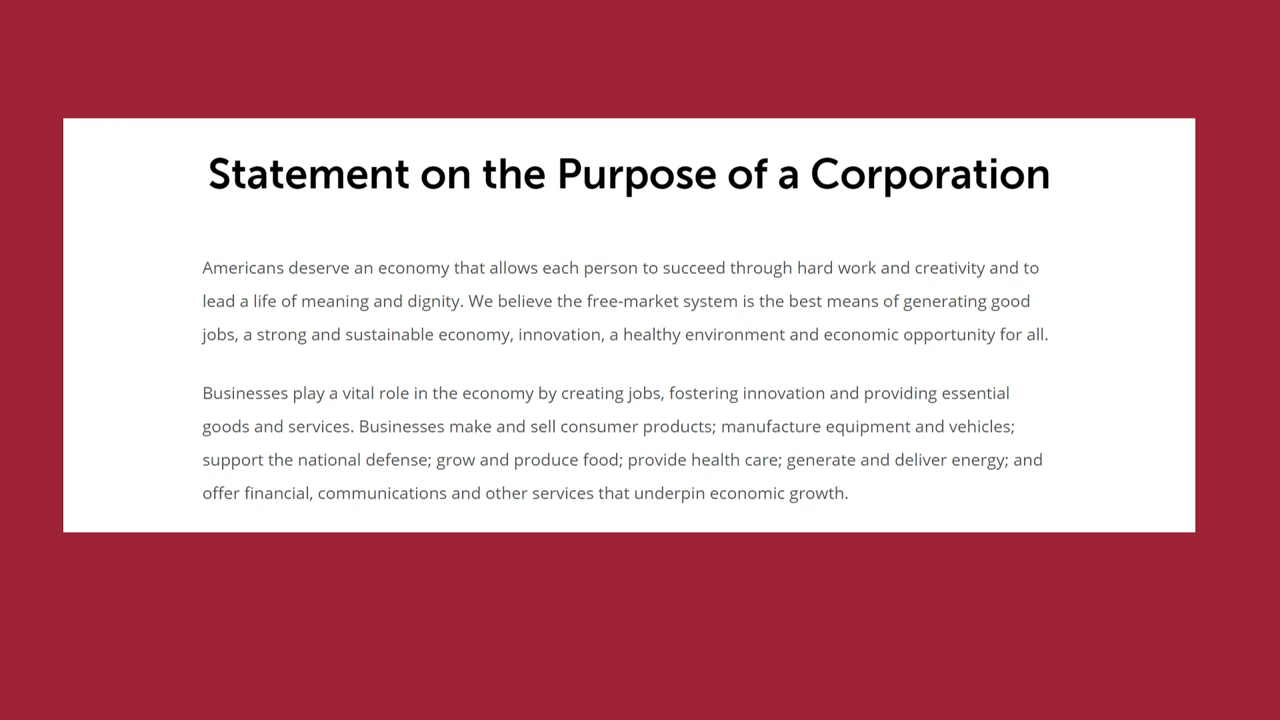 Statement on the Purpose of a Corporation
Americans deserve an economy that allows each person to succeed through hard work and creativity and to
lead a life of meaning and dignity. We believe the free-market system is the best means of generating good
jobs, a strong and sustainable economy, innovation, a healthy environment and economic opportunity for all.
Businesses play a vital role in the economy by creating jobs, fostering innovation and providing essential
goods and services. Businesses make and sell consumer products; manufacture equipment and vehicles;
support the national defense; grow and produce food; provide health care; generate and deliver energy; and
offer financial, communications and other services that underpin economic growth.